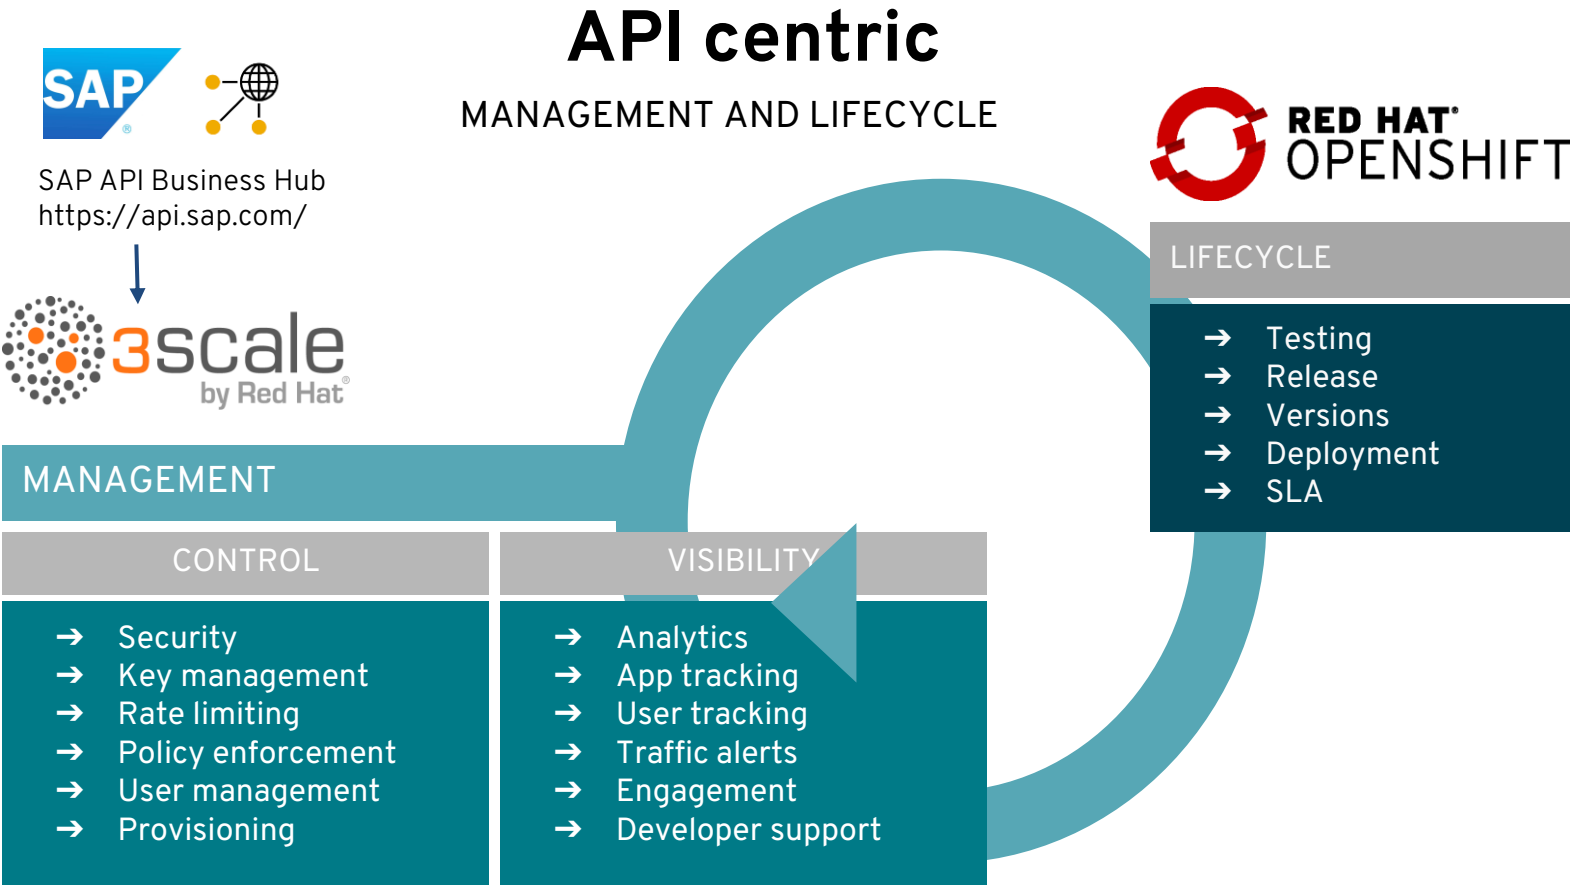 API centric
MANAGEMENT AND LIFECYCLE
SAP®
SAP API Business Hub
https://api.sap.com/
3scale
by Red Hat®
RED HAT®
OPENSHIFT
LIFECYCLE
➔ Testing
➔ Release
➔ Versions
➔ Deployment
➔ SLA
MANAGEMENT
CONTROL
➔ Security
➔ Key management
➔ Rate limiting
➔ Policy enforcement
➔ User management
➔ Provisioning
VISIBILITY
➔ Analytics
➔ App tracking
➔ User tracking
➔ Traffic alerts
➔ Engagement
➔ Developer support